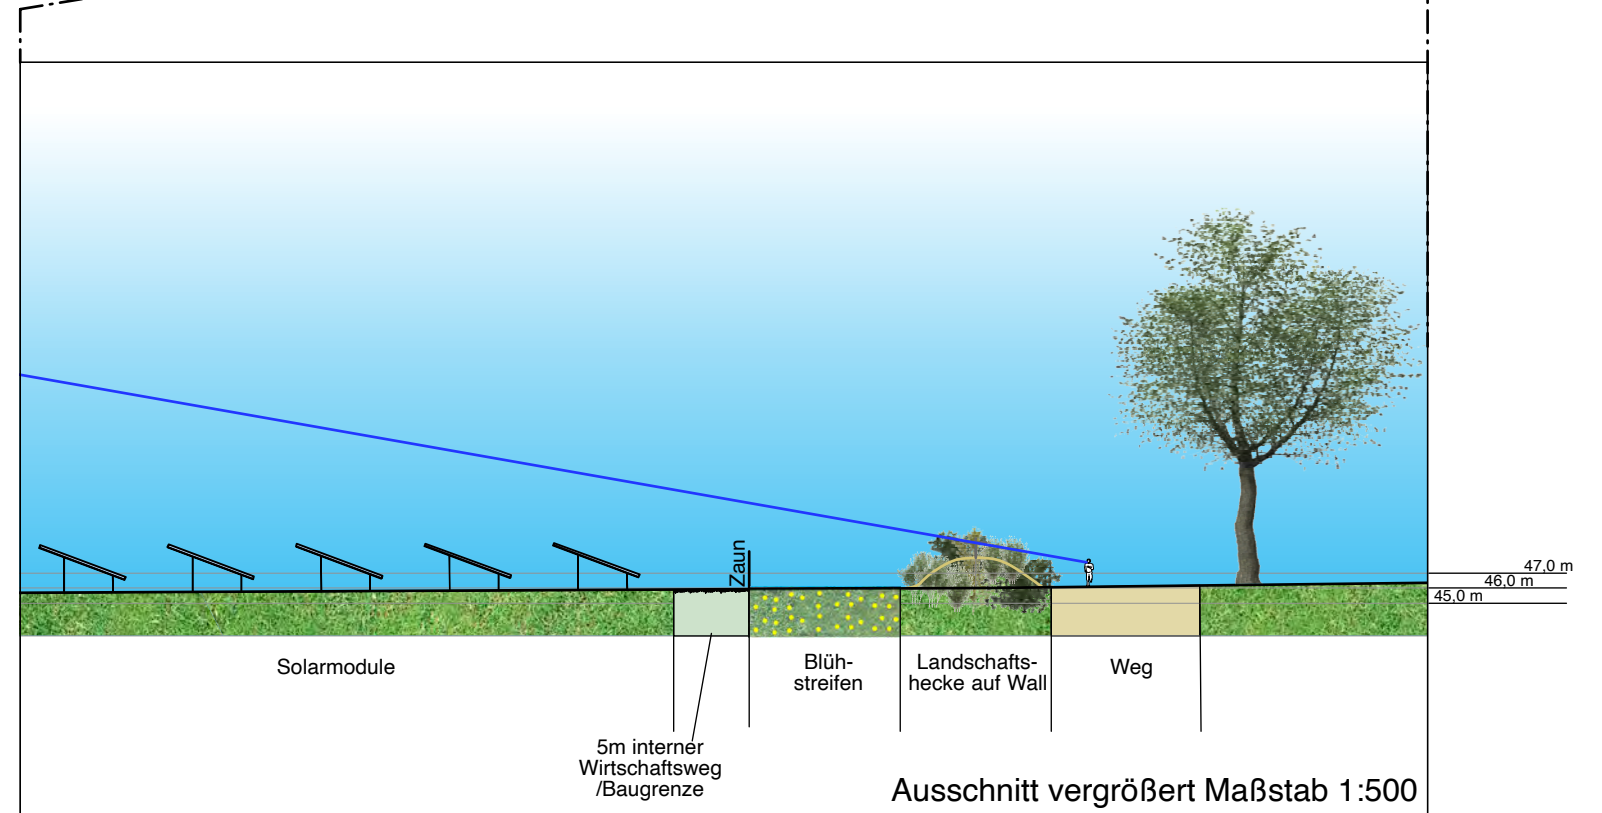 Zaun
47,0 m
46,0 m
45,0 m
Solarmodule
Blüh-
streifen
Landschafts-
hecke auf Wall
Weg
5m interner
Wirtschaftsweg
/Baugrenze
Ausschnitt vergrößert Maßstab 1:500